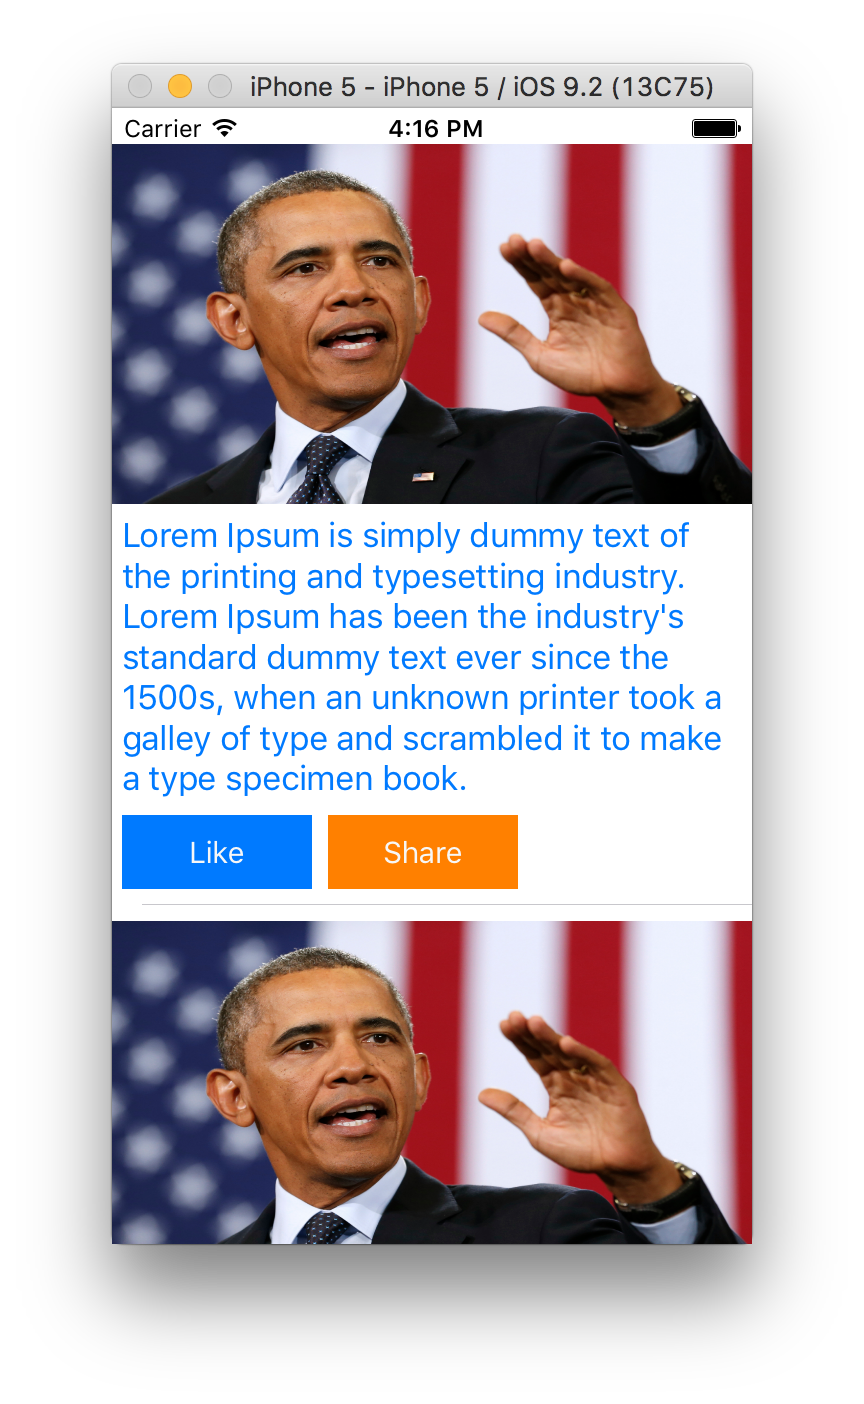 iPhone 5 - iPhone 5 / iOS 9.2 (13C75)
Carrier 4:16 PM
Lorem Ipsum is simply dummy text of
the printing and typesetting industry.
Lorem Ipsum has been the industry's
standard dummy text ever since the
1500s, when an unknown printer took a
galley of type and scrambled it to make
a type specimen book.
Like Share